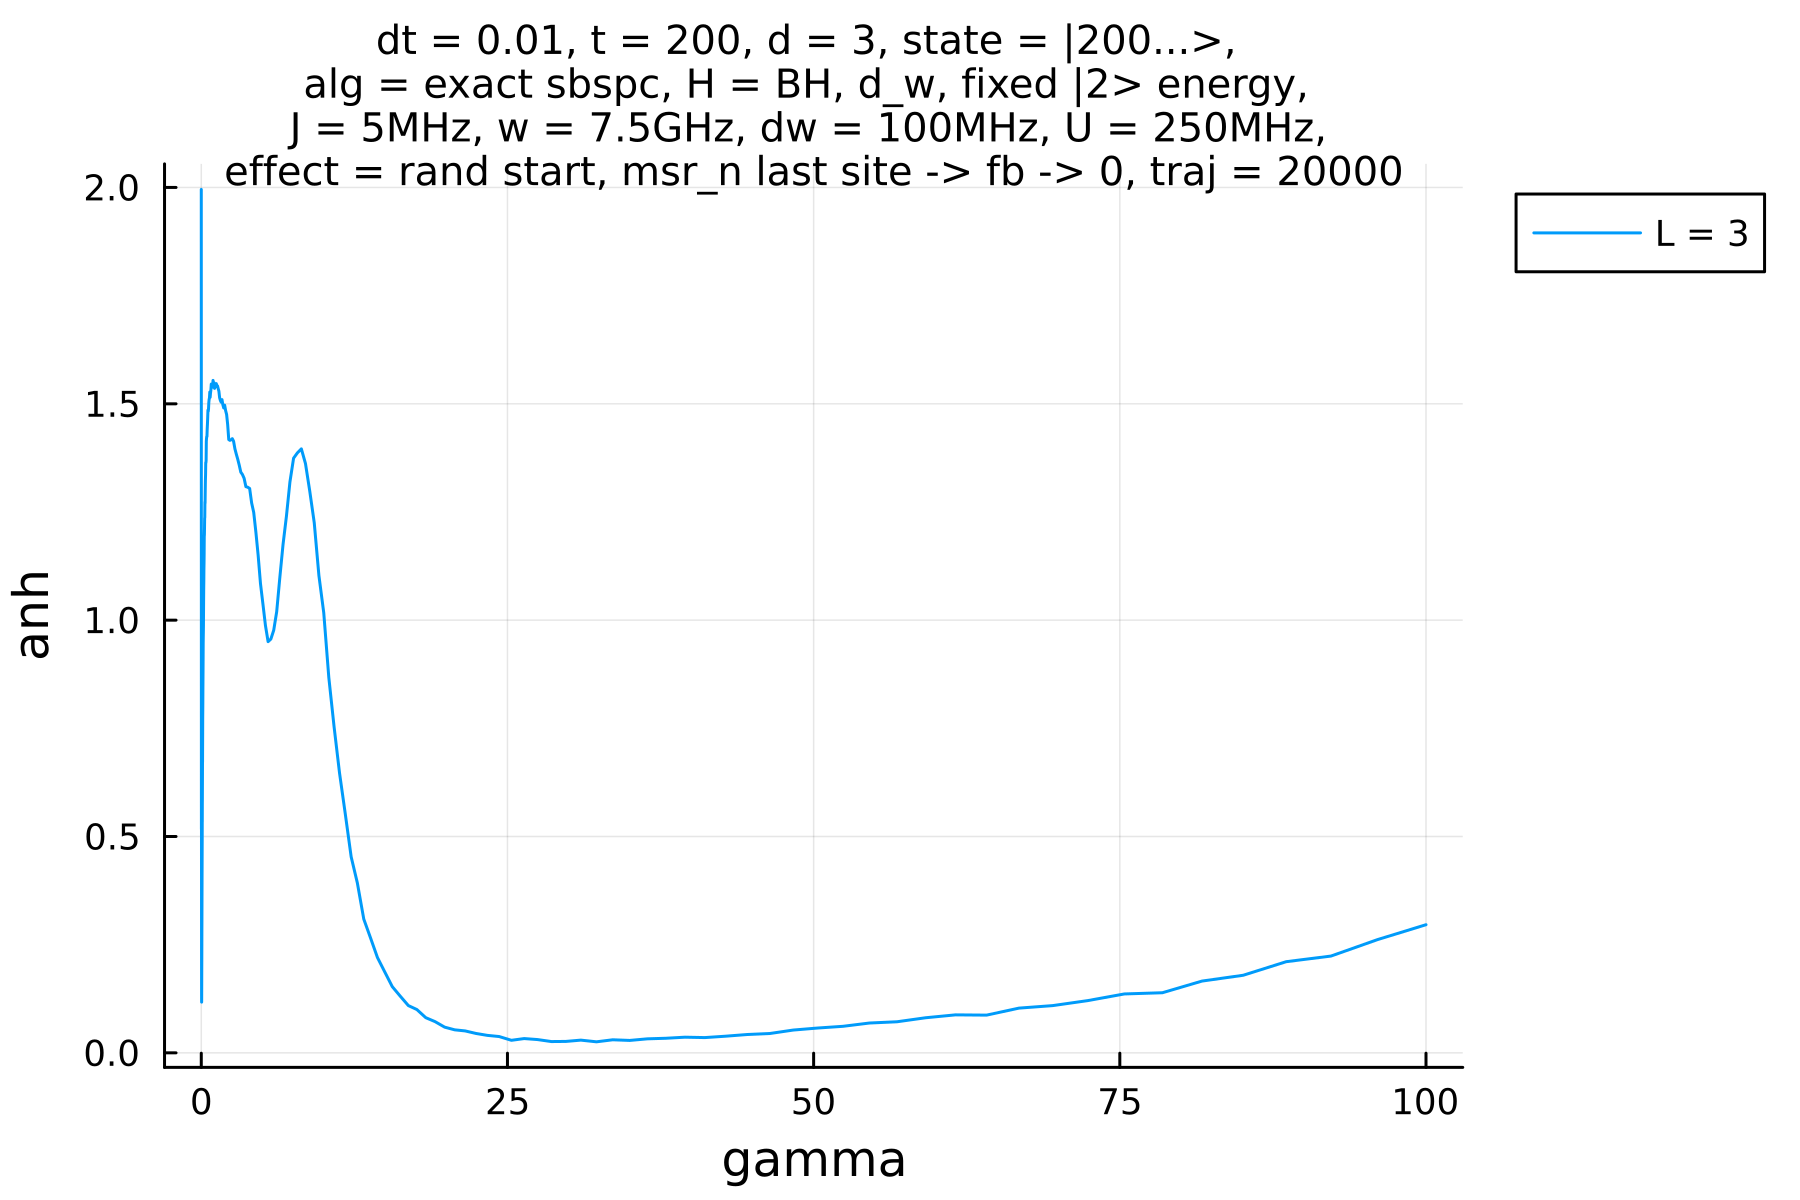 dt = 0.01, t = 200, d = 3, state = |200...>,
alg = exact sbspc, H = BH, d_w, fixed |2> energy,
J = 5MHz, w = 7.5GHz, dw = 100MHz, U = 250MHz,
effect = rand start, msr_n last site -> fb -> 0, traj = 20000
L = 3
anh
2.0
1.5
1.0
0.5
0.0
0 25 50 75 100
gamma